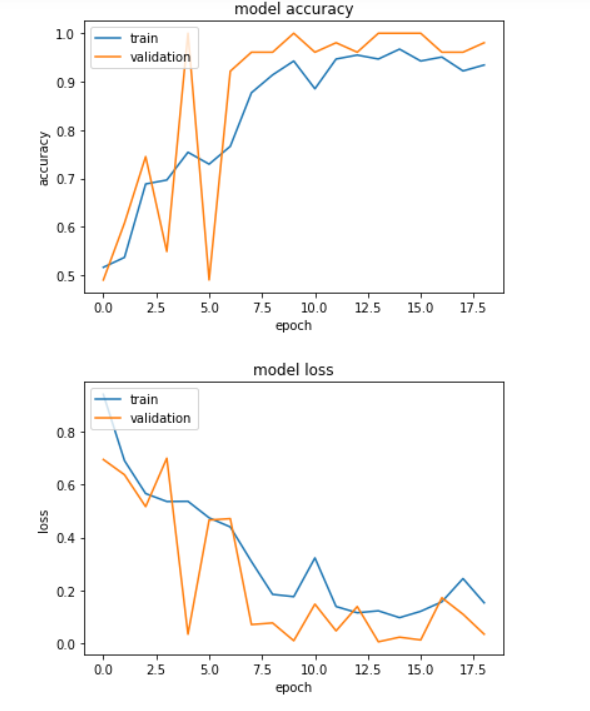 model accuracy
train
validation
1.0
0.9
0.8
0.7
0.6
0.5
accuracy
0.0 2.5 5.0 7.5 10.0 12.5 15.0 17.5
epoch
model loss
train
validation
0.8
0.6
0.4
0.2
0.0
loss
0.0 2.5 5.0 7.5 10.0 12.5 15.0 17.5
epoch